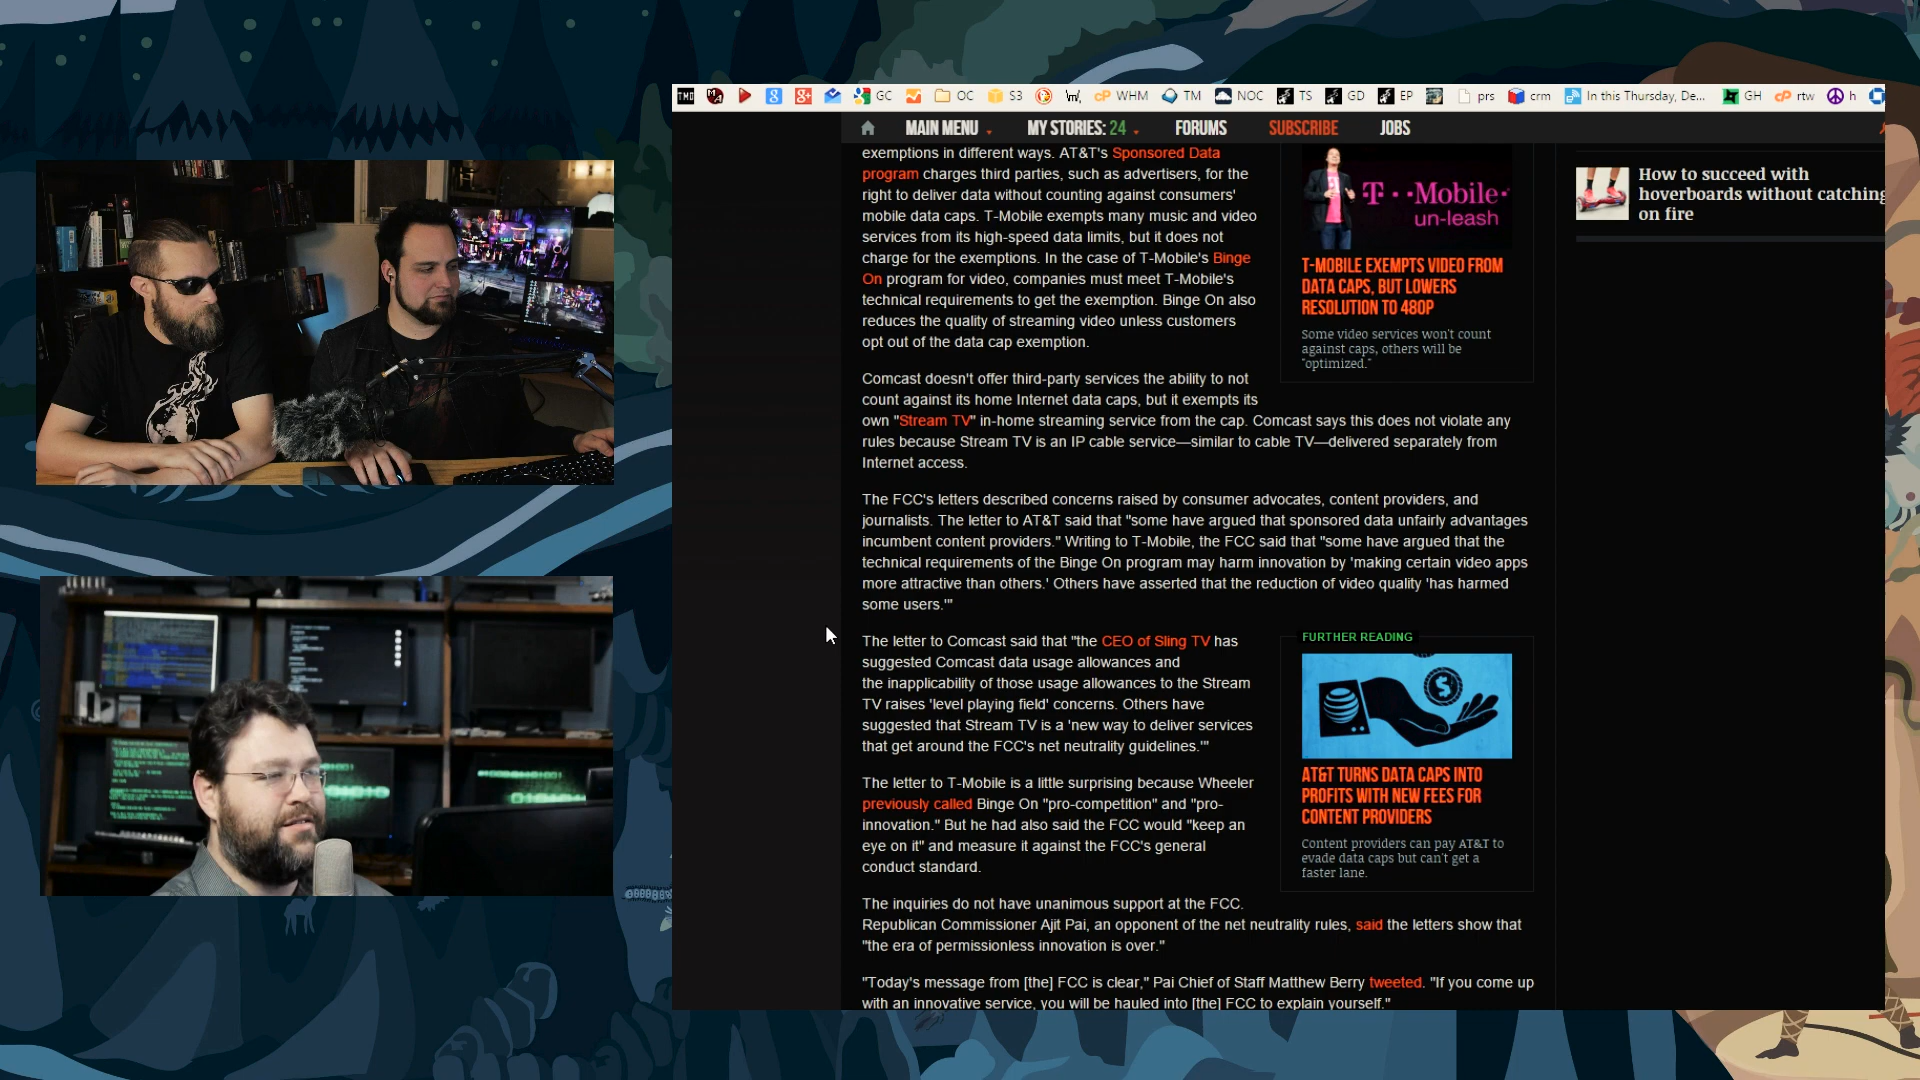 TMD
GC
OC
S3
\m/,
cP WHM
TM
NOC
TS
GD
EP
prs
crm
In this Thursday, De...
GH
cP rtw
h
MAIN MENU
MY STORIES: 24
FORUMS
SUBSCRIBE
JOBS
exemptions in different ways. AT&T's Sponsored Data
program charges third parties, such as advertisers, for the
right to deliver data without counting against consumers'
mobile data caps. T-Mobile exempts many music and video
services from its high-speed data limits, but it does not
charge for the exemptions. In the case of T-Mobile's Binge
On program for video, companies must meet T-Mobile's
technical requirements to get the exemption. Binge On also
reduces the quality of streaming video unless customers
opt out of the data cap exemption.
Comcast doesn't offer third-party services the ability to not
count against its home Internet data caps, but it exempts its
own "Stream TV" in-home streaming service from the cap. Comcast says this does not violate any
rules because Stream TV is an IP cable service—similar to cable TV—delivered separately from
Internet access.
The FCC's letters described concerns raised by consumer advocates, content providers, and
journalists. The letter to AT&T said that "some have argued that sponsored data unfairly advantages
incumbent content providers." Writing to T-Mobile, the FCC said that "some have argued that the
technical requirements of the Binge On program may harm innovation by 'making certain video apps
more attractive than others.' Others have asserted that the reduction of video quality 'has harmed
some users.'"
The letter to Comcast said that "the CEO of Sling TV has
suggested Comcast data usage allowances and
the inapplicability of those usage allowances to the Stream
TV raises 'level playing field' concerns. Others have
suggested that Stream TV is a 'new way to deliver services
that get around the FCC's net neutrality guidelines.'"
The letter to T-Mobile is a little surprising because Wheeler
previously called Binge On "pro-competition" and "pro-
innovation." But he had also said the FCC would "keep an
eye on it" and measure it against the FCC's general
conduct standard.
The inquiries do not have unanimous support at the FCC.
Republican Commissioner Ajit Pai, an opponent of the net neutrality rules, said the letters show that
"the era of permissionless innovation is over."
"Today's message from [the] FCC is clear," Pai Chief of Staff Matthew Berry tweeted. "If you come up
with an innovative service, you will be hauled into [the] FCC to explain yourself."
T··Mobile·
un-leash
T-MOBILE EXEMPTS VIDEO FROM
DATA CAPS, BUT LOWERS
RESOLUTION TO 480P
Some video services won't count
against caps, others will be
"optimized."
FURTHER READING
AT&T TURNS DATA CAPS INTO
PROFITS WITH NEW FEES FOR
CONTENT PROVIDERS
Content providers can pay AT&T to
evade data caps but can't get a
faster lane.
How to succeed with
hoverboards without catching
on fire